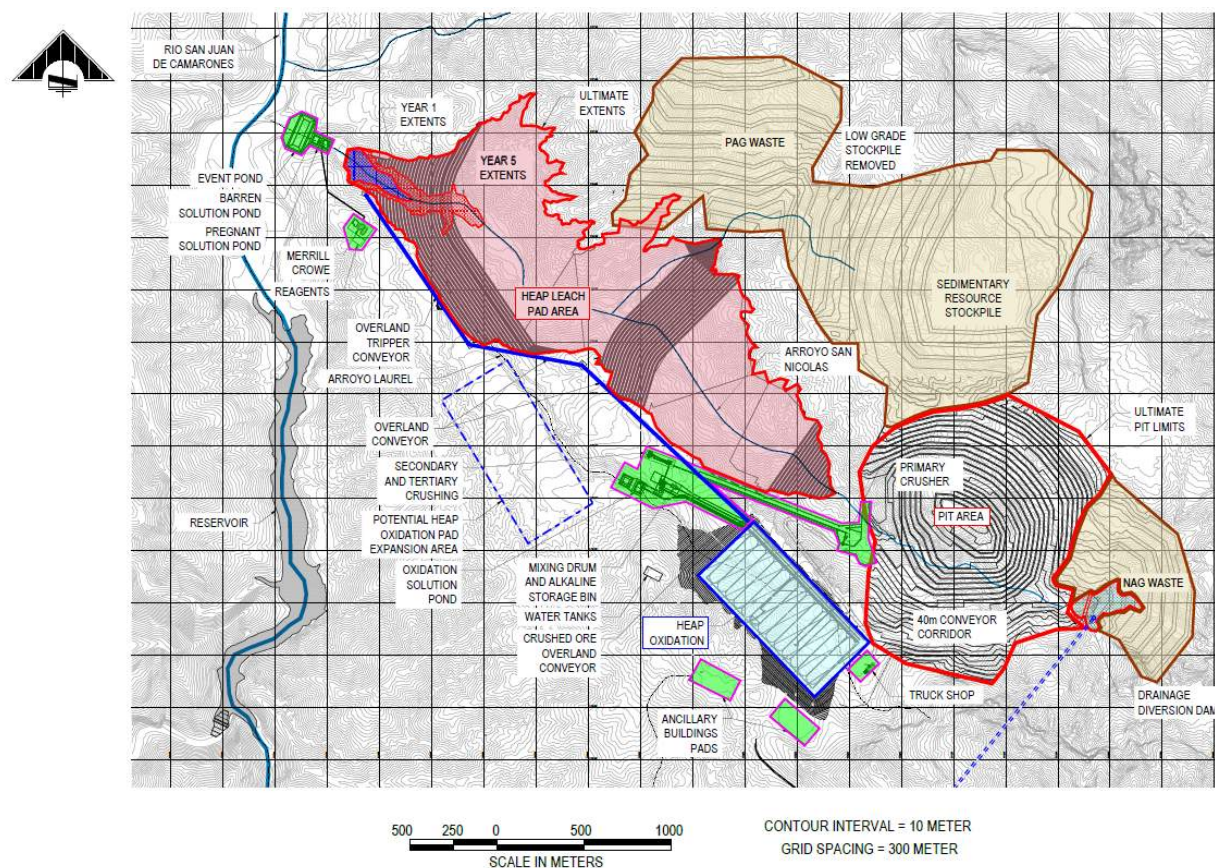 RIO SAN JUAN
DE CAMARONES
YEAR 1
EXTENTS
ULTIMATE
EXTENTS
YEAR 5
EXTENTS
PAG WASTE
LOW GRADE
STOCKPILE
REMOVED
EVENT POND
BARREN
SOLUTION POND
PREGNANT
SOLUTION POND
MERRILL
CROWE
REAGENTS
HEAP LEACH
PAD AREA
SEDIMENTARY
RESOURCE
STOCKPILE
OVERLAND
TRIPPER
CONVEYOR
ARROYO LAUREL
ARROYO SAN
NICOLAS
OVERLAND
CONVEYOR
ULTIMATE
PIT LIMITS
SECONDARY
AND TERTIARY
CRUSHING
PRIMARY
CRUSHER
PIT AREA
RESERVOIR
POTENTIAL HEAP
OXIDATION PAD
EXPANSION AREA
OXIDATION
SOLUTION
POND
MIXING DRUM
AND ALKALINE
STORAGE BIN
WATER TANKS
CRUSHED ORE
OVERLAND
CONVEYOR
HEAP
OXIDATION
NAG WASTE
40m CONVEYOR
CORRIDOR
TRUCK SHOP
DRAINAGE
DIVERSION DAM
ANCILLARY
BUILDINGS
PADS
500 250 0 500 1000
SCALE IN METERS
CONTOUR INTERVAL = 10 METER
GRID SPACING = 300 METER